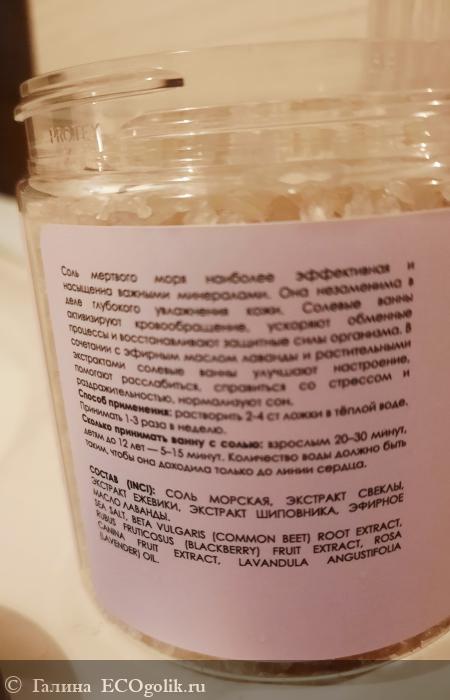 PROTEX
Соль мертвого моря наиболее эффективная и
насыщенна важными минералами. Она незаменима в
деле глубокого увлажнения кожи. Солевые ванны
активизируют кровообращение, ускоряют обменные
процессы и восстанавливают защитные силы организма. В
сочетании с эфирным маслом лаванды и растительными
экстрактами солевые ванны улучшают настроение,
помогают расслабиться, справиться со стрессом и
раздражительностью, нормализуют сон.
Способ применения: растворить 2-4 ст ложки в тёплой воде.
Принимать 1-3 раза в неделю.
Сколько принимать ванну с солью: взрослым 20–30 минут,
детям до 12 лет — 5–15 минут. Количество воды должно быть
таким, чтобы она доходила только до линии сердца.
СОСТАВ (INCI): СОЛЬ МОРСКАЯ, ЭКСТРАКТ СВЕКЛЫ,
ЭКСТРАКТ ЕЖЕВИКИ, ЭКСТРАКТ ШИПОВНИКА, ЭФИРНОЕ
МАСЛО ЛАВАНДЫ.
SEA SALT, BETA VULGARIS (COMMON BEET) ROOT EXTRACT,
RUBUS FRUTICOSUS (BLACKBERRY) FRUIT EXTRACT, ROSA
CANINA FRUIT EXTRACT, LAVANDULA ANGUSTIFOLIA
(LAVENDER) OIL.
© Галина ECOgolik.ru